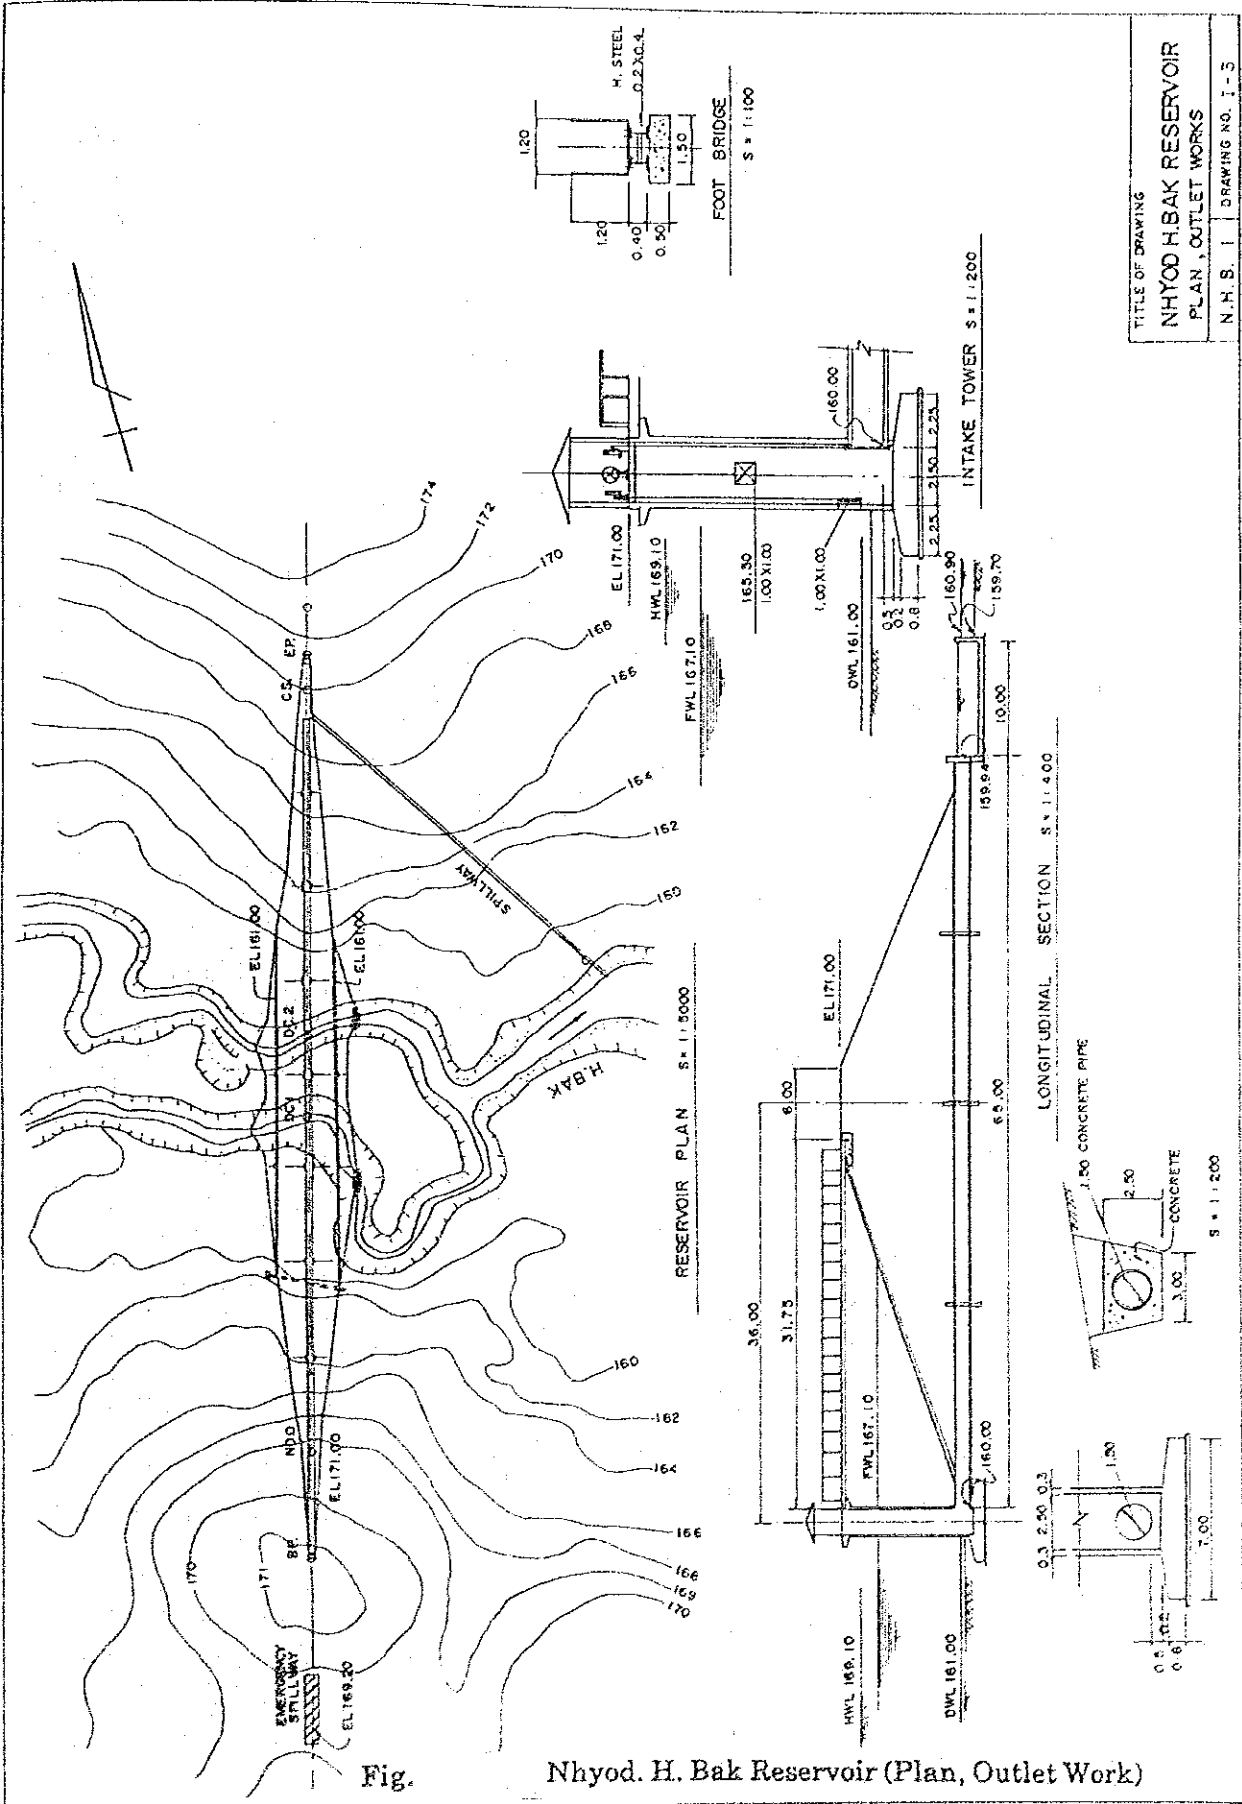 TITLE OF DRAWING
NHYOD H.BAK RESERVOIR
PLAN, OUTLET WORKS
N.H.B. 1 DRAWING NO. 1-3
1.20
H. STEEL
0.2X0.4
1.20
0.40
0.50
1.50
FOOT BRIDGE
S = 1:100
EL 171.00
HWL 169.10
FWL 167.10
165.30
1.00 X1.00
1.00 X1.00
DWL 161.00
160.00
0.5
0.2
0.8
2.25 2.50 2.25
INTAKE TOWER S = 1:200
174
172
170
168
166
164
162
160
E.P.
C.S.
SPILLWAY
EL 161.00
EL 161.00
DC.2
DC.1
H.BAK
160
162
164
166
168
169
170
N.D.O
EL 171.00
B.P.
170
171
EMERGENCY
SPILLWAY
EL 169.20
RESERVOIR PLAN S = 1:5000
36.00
31.75
6.00
EL 171.00
FWL 167.10
HWL 169.10
DWL 161.00
160.00
65.00
10.00
159.94
160.90
159.70
LONGITUDINAL SECTION S = 1:400
0.3 2.50 0.3
1.50
7.00
0.5
0.2
0.8
1.50 CONCRETE PIPE
2.50
CONCRETE
3.00
S = 1:200
Fig. Nhyod. H. Bak Reservoir (Plan, Outlet Work)